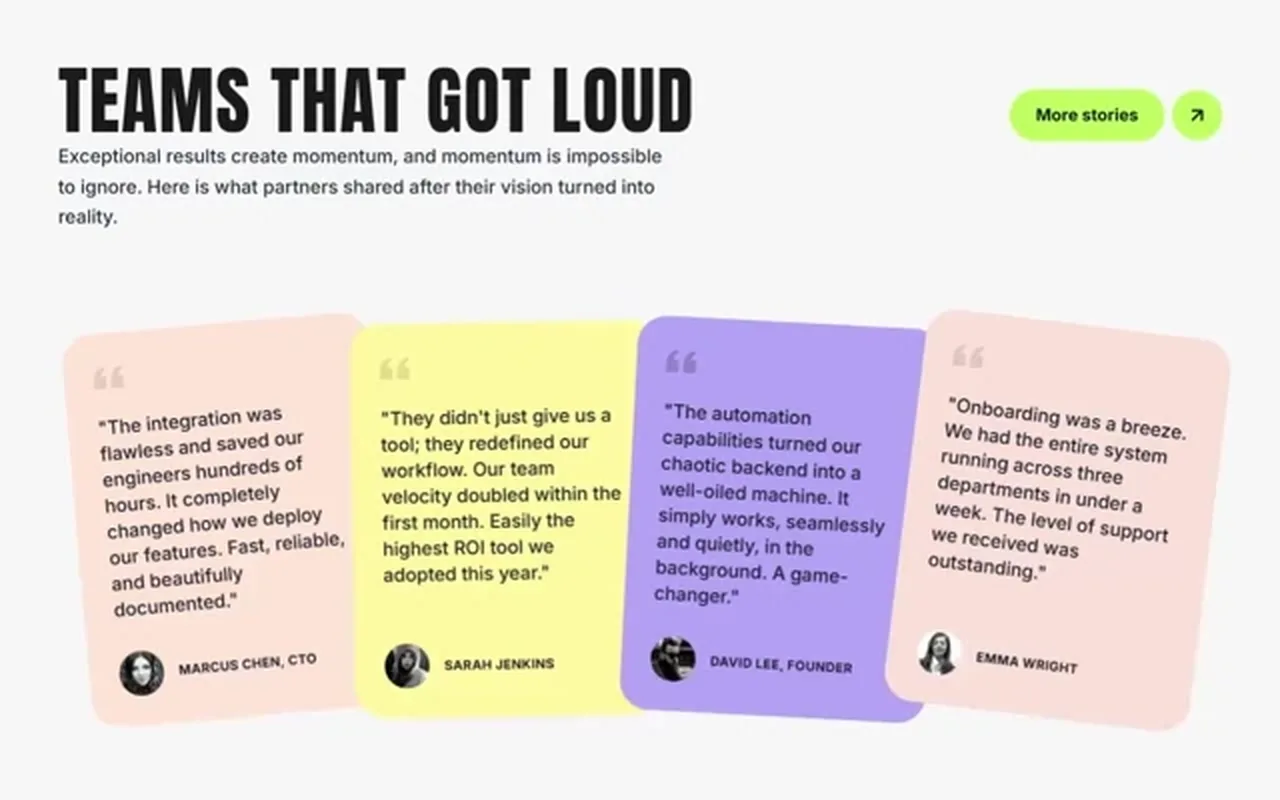 TEAMS THAT GOT LOUD
Exceptional results create momentum, and momentum is impossible
to ignore. Here is what partners shared after their vision turned into
reality.
More stories
"The integration was
flawless and saved our
engineers hundreds of
hours. It completely
changed how we deploy
our features. Fast, reliable,
and beautifully
documented."
MARCUS CHEN, CTO
"They didn't just give us a
tool; they redefined our
workflow. Our team
velocity doubled within the
first month. Easily the
highest ROI tool we
adopted this year."
SARAH JENKINS
"The automation
capabilities turned our
chaotic backend into a
well-oiled machine. It
simply works, seamlessly
and quietly, in the
background. A game-
changer."
DAVID LEE, FOUNDER
"Onboarding was a breeze.
We had the entire system
running across three
departments in under a
week. The level of support
we received was
outstanding."
EMMA WRIGHT